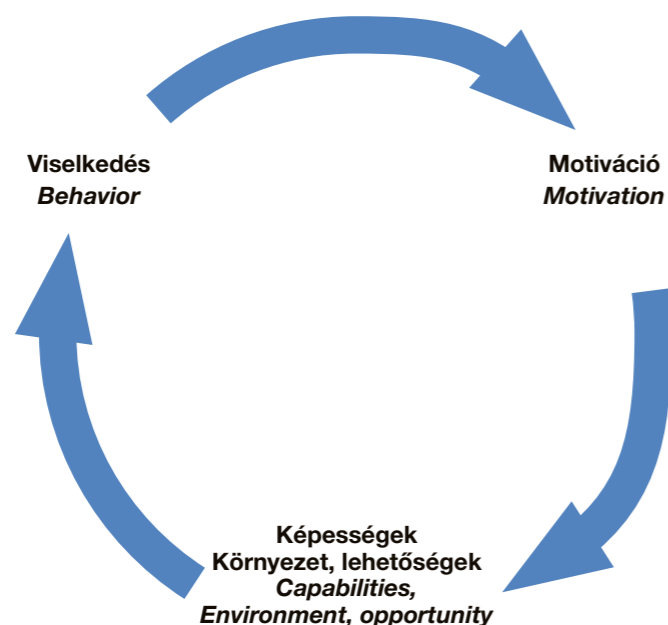 Viselkedés
Behavior
Motiváció
Motivation
Képességek
Környezet, lehetőségek
Capabilities,
Environment, opportunity